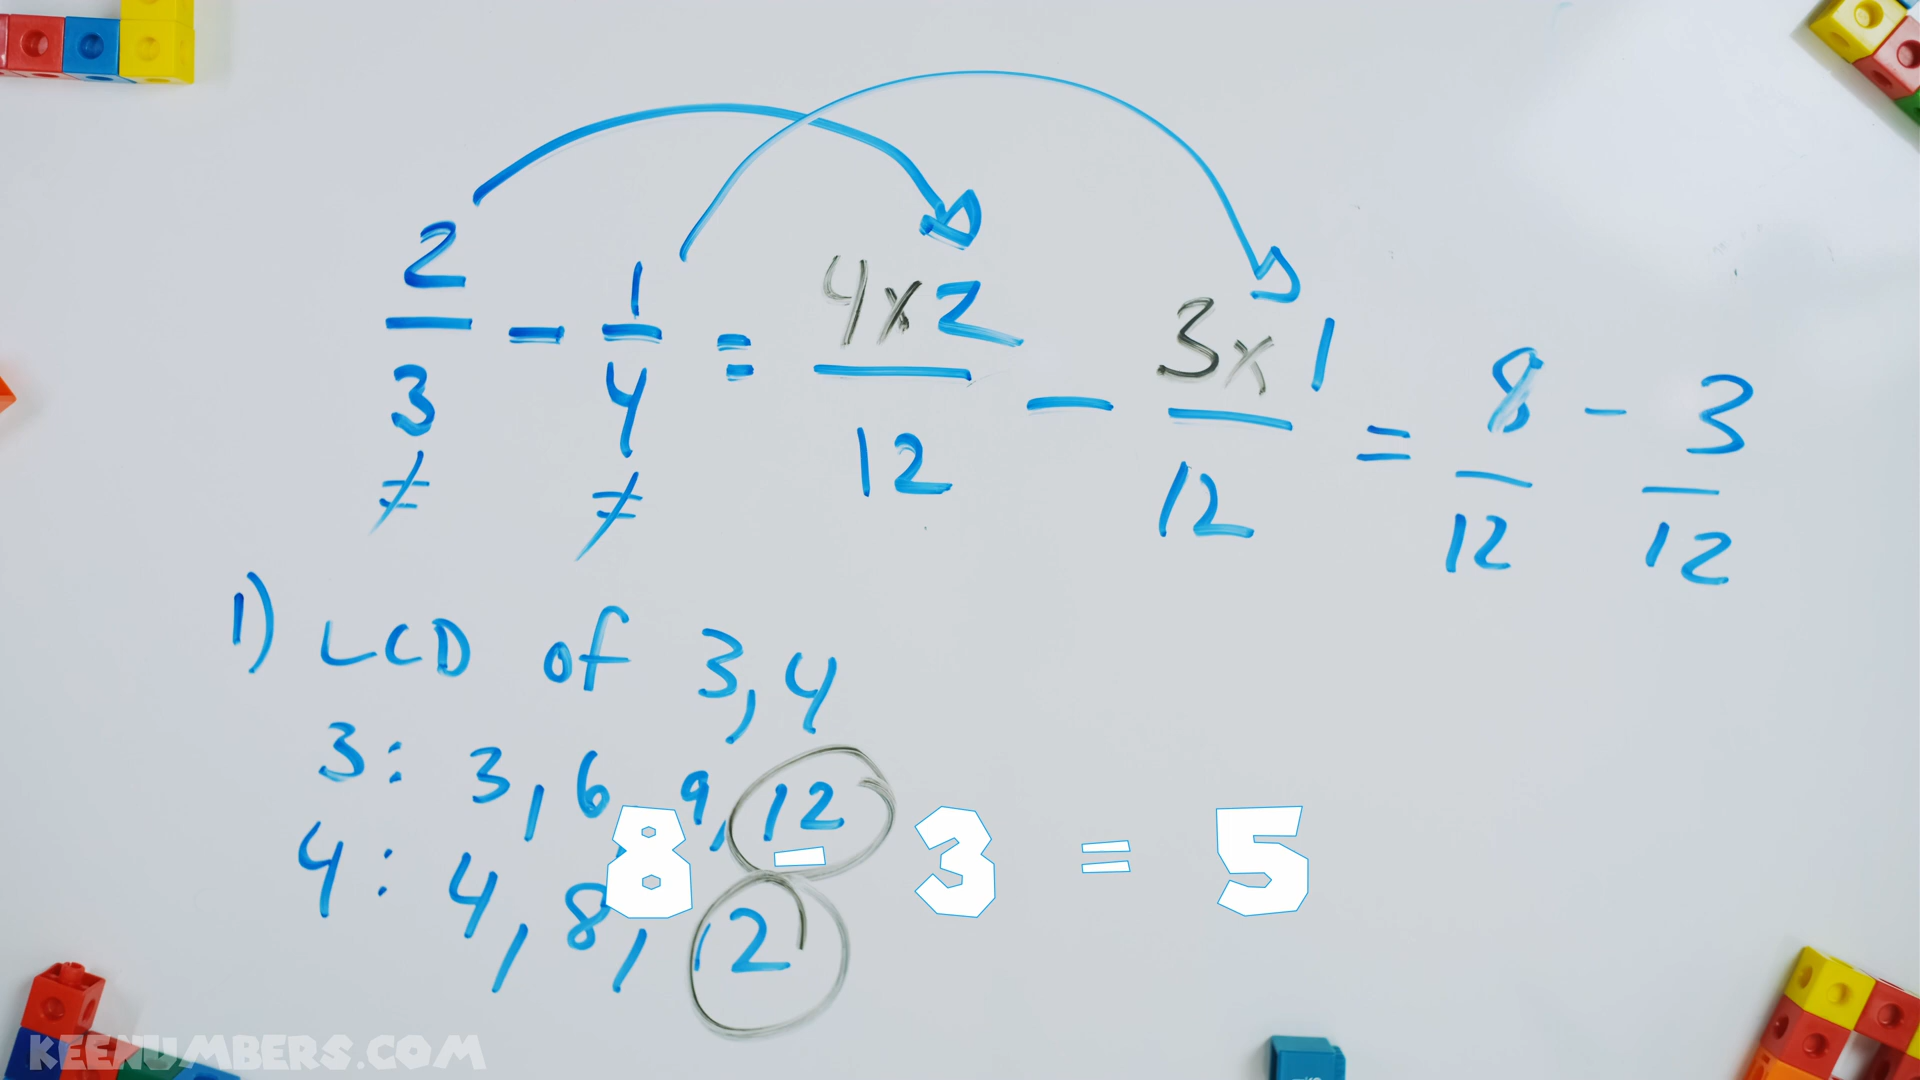 2/3 - 1/4 = 4x2/12 - 3x1/12 = 8/12 - 3/12
≠ ≠
1) LCD of 3,4
3: 3,6,9,12
4: 4,8,12
8 - 3 = 5
KEENUMBERS.COM